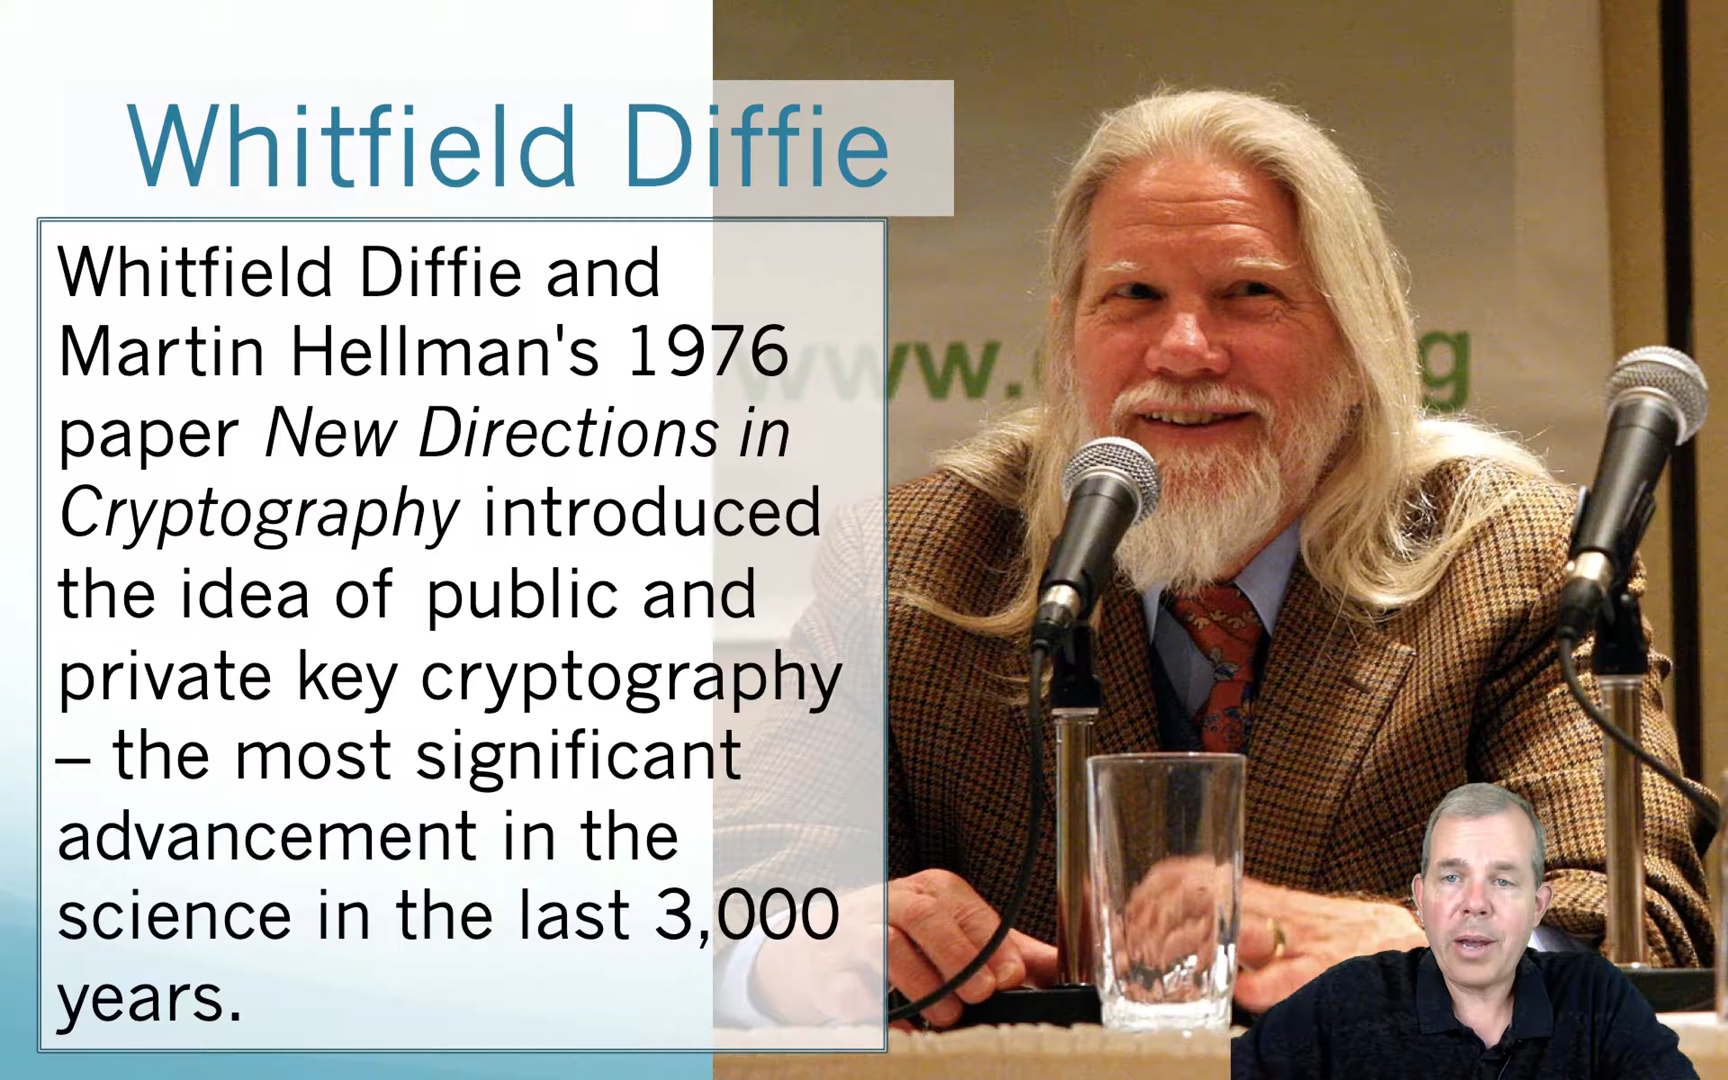 Whitfield Diffie
Whitfield Diffie and
Martin Hellman's 1976
paper New Directions in
Cryptography introduced
the idea of public and
private key cryptography
– the most significant
advancement in the
science in the last 3,000
years.
www.
g